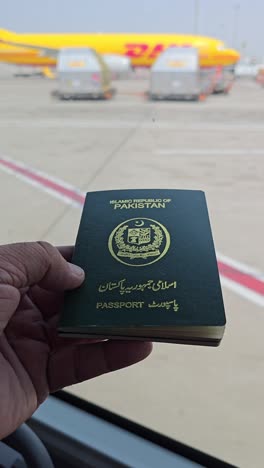 DHL
ISLAMIC REPUBLIC OF
PAKISTAN
اسلامی جمہوریہ پاکستان
PASSPORT پاسپورٹ